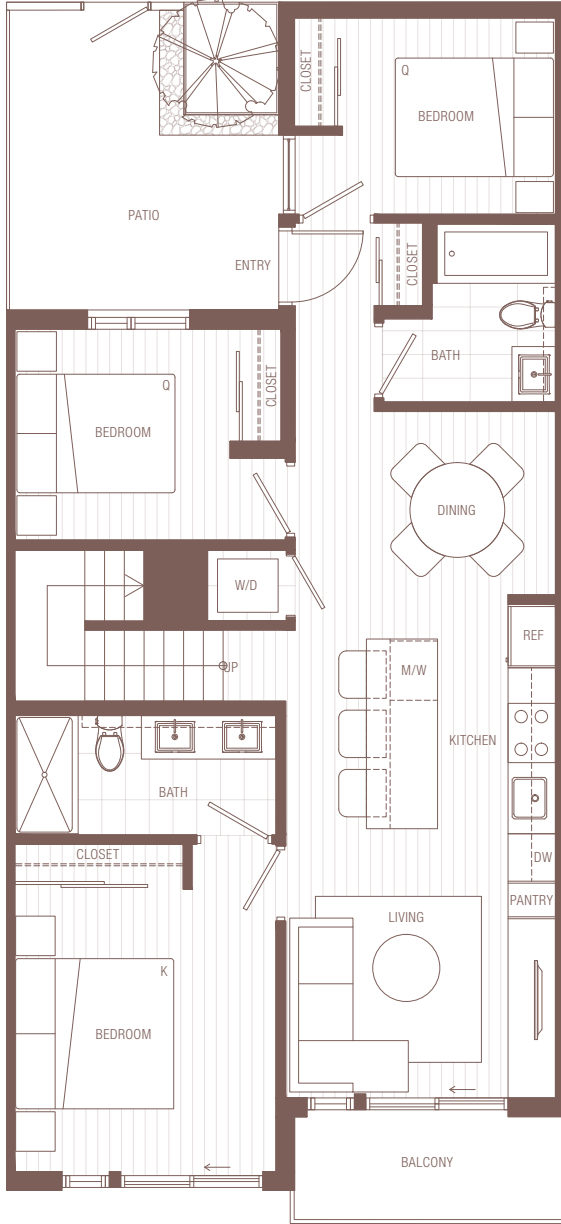 CLOSET
Q
BEDROOM
PATIO
ENTRY
CLOSET
BATH
Q
CLOSET
BEDROOM
DINING
W/D
REF
UP
M/W
KITCHEN
BATH
CLOSET
DW
PANTRY
LIVING
K
BEDROOM
BALCONY